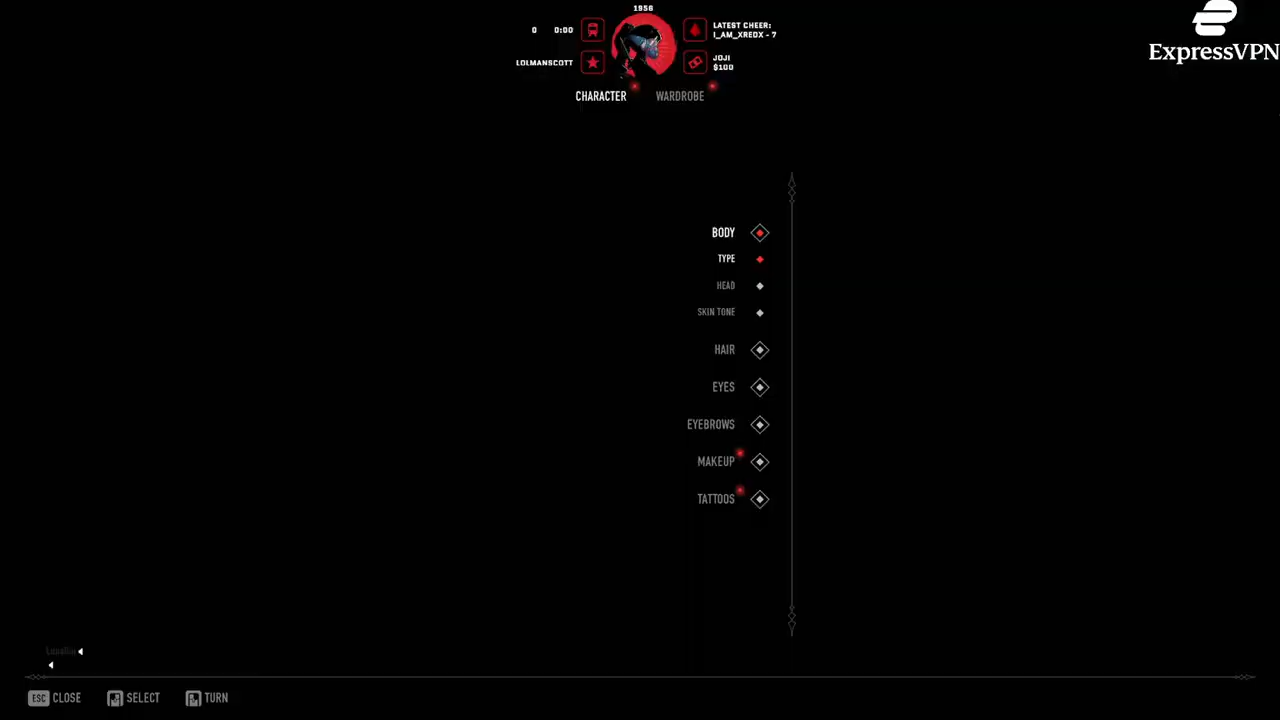 1956
0 0:00
LATEST CHEER:
I_AM_XREDX - 7
LOLMANSCOTT
JOJI
$100
ExpressVPN
CHARACTER WARDROBE
BODY
TYPE
HEAD
SKIN TONE
HAIR
EYES
EYEBROWS
MAKEUP
TATTOOS
ESC CLOSE SELECT TURN